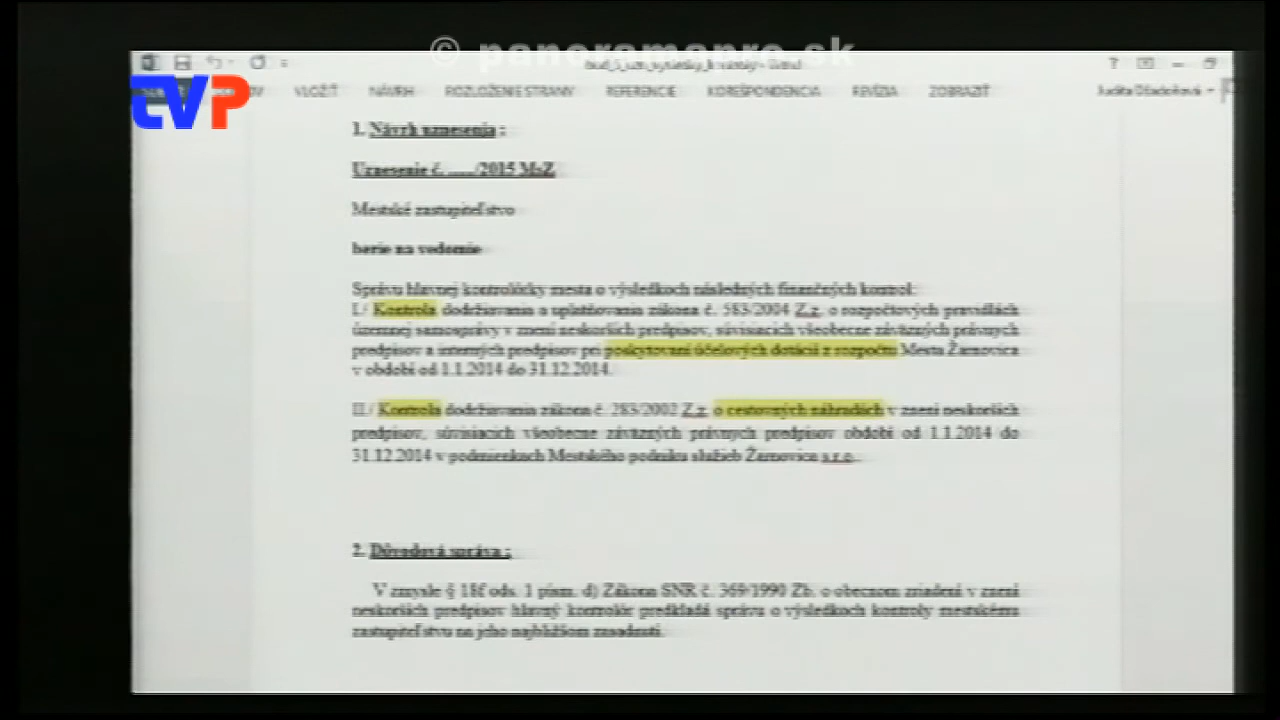 © panoramapro.sk
tvP
VLOŽIŤ NÁVRH ROZLOŽENIE STRANY REFERENCIE KOREŠPONDENCIA REVÍZIA ZOBRAZIŤ
1. Návrh uznesenia :
Uznesenie č. ....../2015 MsZ
Mestské zastupiteľstvo
berie na vedomie
Správu hlavnej kontrolórky mesta o výsledkoch následných finančných kontrol:
I./ Kontrola dodržiavania a uplatňovania zákona č. 583/2004 Z.z. o rozpočtových pravidlách
územnej samosprávy v znení neskorších predpisov, súvisiacich všeobecne záväzných právnych
predpisov a interných predpisov pri poskytovaní účelových dotácií z rozpočtu Mesta Žarnovica
v období od 1.1.2014 do 31.12.2014.
II./ Kontrola dodržiavania zákona č. 283/2002 Z.z. o cestovných náhradách v znení neskorších
predpisov, súvisiacich všeobecne záväzných právnych predpisov období od 1.1.2014 do
31.12.2014 v podmienkach Mestského podniku služieb Žarnovica s.r.o.
2. Dôvodová správa :
V zmysle § 18f ods. 1 písm. d) Zákona SNR č. 369/1990 Zb. o obecnom zriadení v znení
neskorších predpisov hlavný kontrolór predkladá správu o výsledkoch kontroly mestskému
zastupiteľstvu na jeho najbližšom zasadnutí.